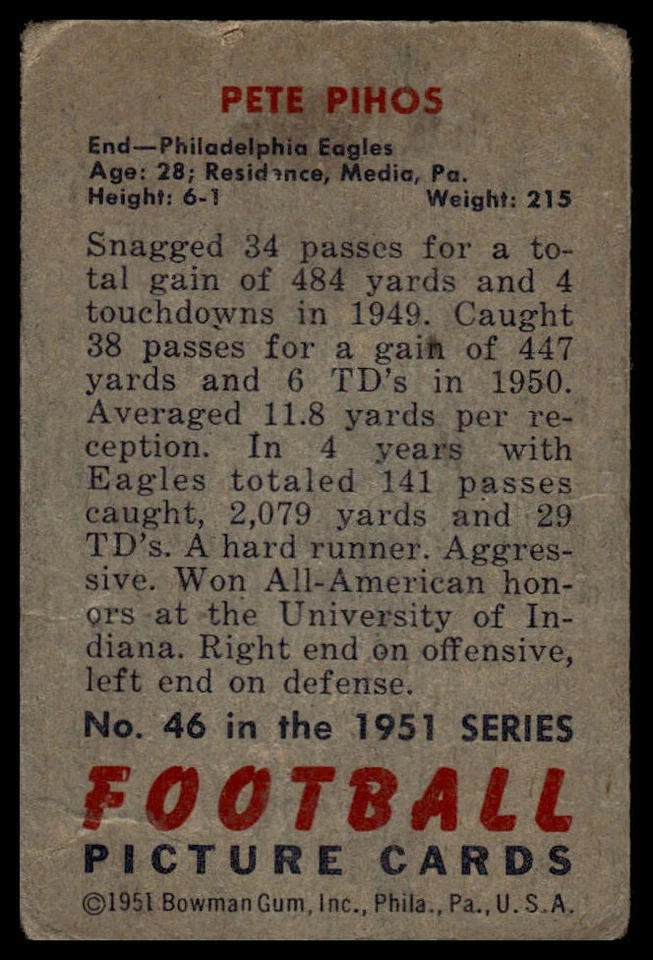 PETE PIHOS
End—Philadelphia Eagles
Age: 28; Residence, Media, Pa.
Height: 6-1 Weight: 215
Snagged 34 passes for a to-
tal gain of 484 yards and 4
touchdowns in 1949. Caught
38 passes for a gain of 447
yards and 6 TD's in 1950.
Averaged 11.8 yards per re-
ception. In 4 years with
Eagles totaled 141 passes
caught, 2,079 yards and 29
TD's. A hard runner. Aggres-
sive. Won All-American hon-
ors at the University of In-
diana. Right end on offensive,
left end on defense.
No. 46 in the 1951 SERIES
FOOTBALL
PICTURE CARDS
©1951 Bowman Gum, Inc., Phila., Pa., U.S.A.